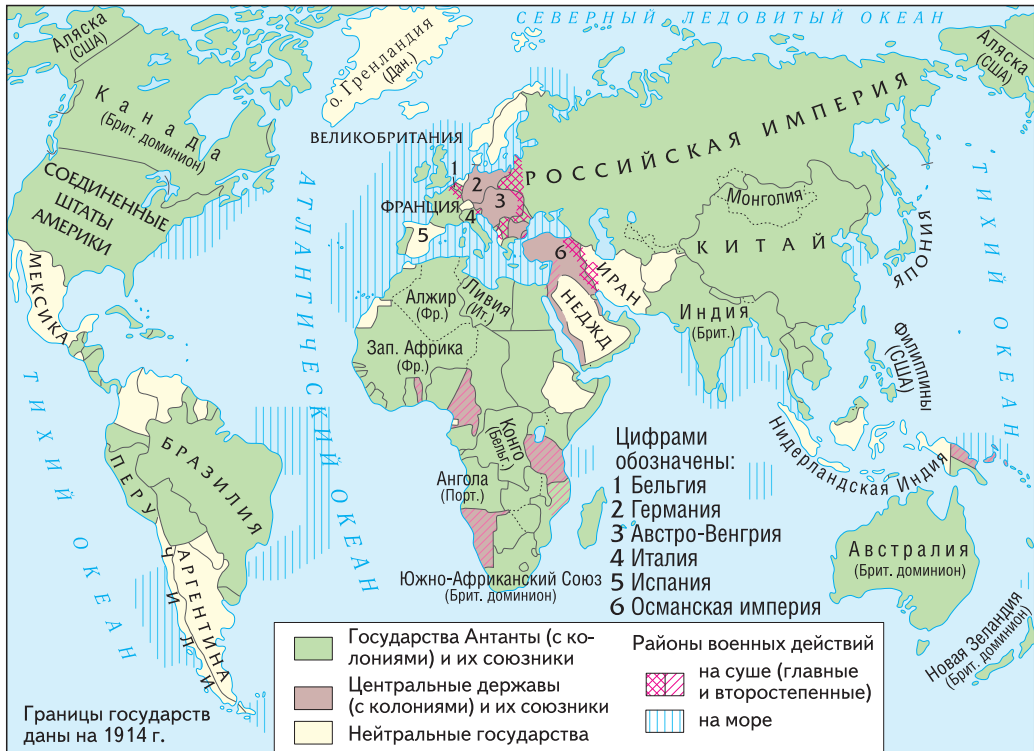 СЕВЕРНЫЙ ЛЕДОВИТЫЙ ОКЕАН
Аляска
(США)
о. Гренландия
(Дан.)
Аляска
(США)
Канада
(Брит. доминион)
ВЕЛИКОБРИТАНИЯ
РОССИЙСКАЯ ИМПЕРИЯ
СОЕДИНЕННЫЕ
ШТАТЫ
АМЕРИКИ
АТЛАНТИЧЕСКИЙ ОКЕАН
1
2
3
ФРАНЦИЯ
4
5
6
Монголия
КИТАЙ
ЯПОНИЯ
ТИХИЙ ОКЕАН
МЕКСИКА
Алжир
(Фр.)
Ливия
(Ит.)
ИРАН
НЕДЖД
Индия
(Брит.)
Филиппины
(США)
Зап. Африка
(Фр.)
ТИХИЙ ОКЕАН
БРАЗИЛИЯ
ПЕРУ
Конго
(Бельг.)
Ангола
(Порт.)
Нидерландская Индия
Цифрами
обозначены:
1 Бельгия
2 Германия
3 Австро-Венгрия
4 Италия
5 Испания
6 Османская империя
ЧИЛИ
АРГЕНТИНА
Южно-Африканский Союз
(Брит. доминион)
Австралия
(Брит. доминион)
Новая Зеландия
(Брит. доминион)
Государства Антанты (с ко-
лониями) и их союзники
Центральные державы
(с колониями) и их союзники
Нейтральные государства
Районы военных действий
на суше (главные
и второстепенные)
на море
Границы государств
даны на 1914 г.